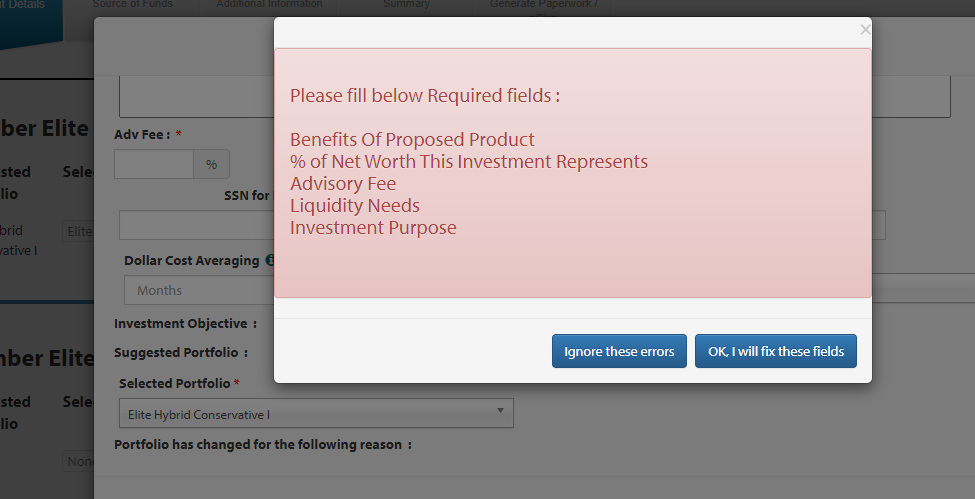 t Details
Source of Funds
Additional Information
Summary
Generate Paperwork /
×
Please fill below Required fields :
Benefits Of Proposed Product
% of Net Worth This Investment Represents
Advisory Fee
Liquidity Needs
Investment Purpose
Ignore these errors
OK, I will fix these fields
ber Elite
Adv Fee : *
%
sted
Selec
lio
SSN for
brid
Elite
vative I
Dollar Cost Averaging
Months
Investment Objective :
Suggested Portfolio :
mber Elite
Selected Portfolio *
sted
Selec
Elite Hybrid Conservative I
lio
Portfolio has changed for the following reason :
None